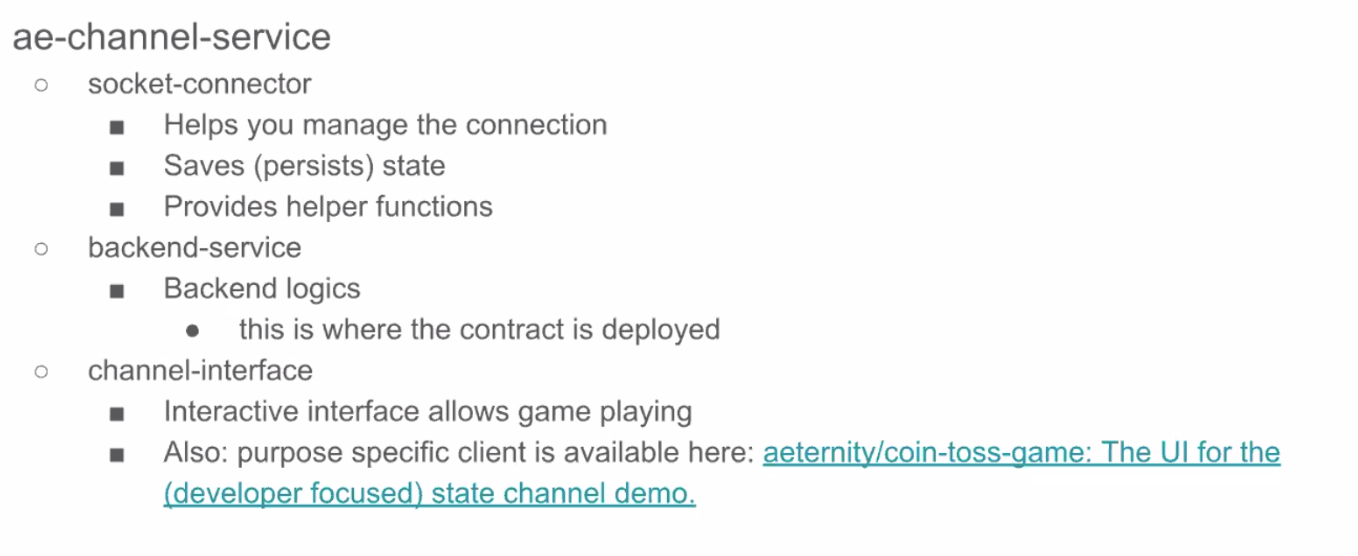 ae-channel-service
socket-connector
Helps you manage the connection
Saves (persists) state
Provides helper functions
backend-service
Backend logics
this is where the contract is deployed
channel-interface
Interactive interface allows game playing
Also: purpose specific client is available here: aeternity/coin-toss-game: The UI for the
(developer focused) state channel demo.